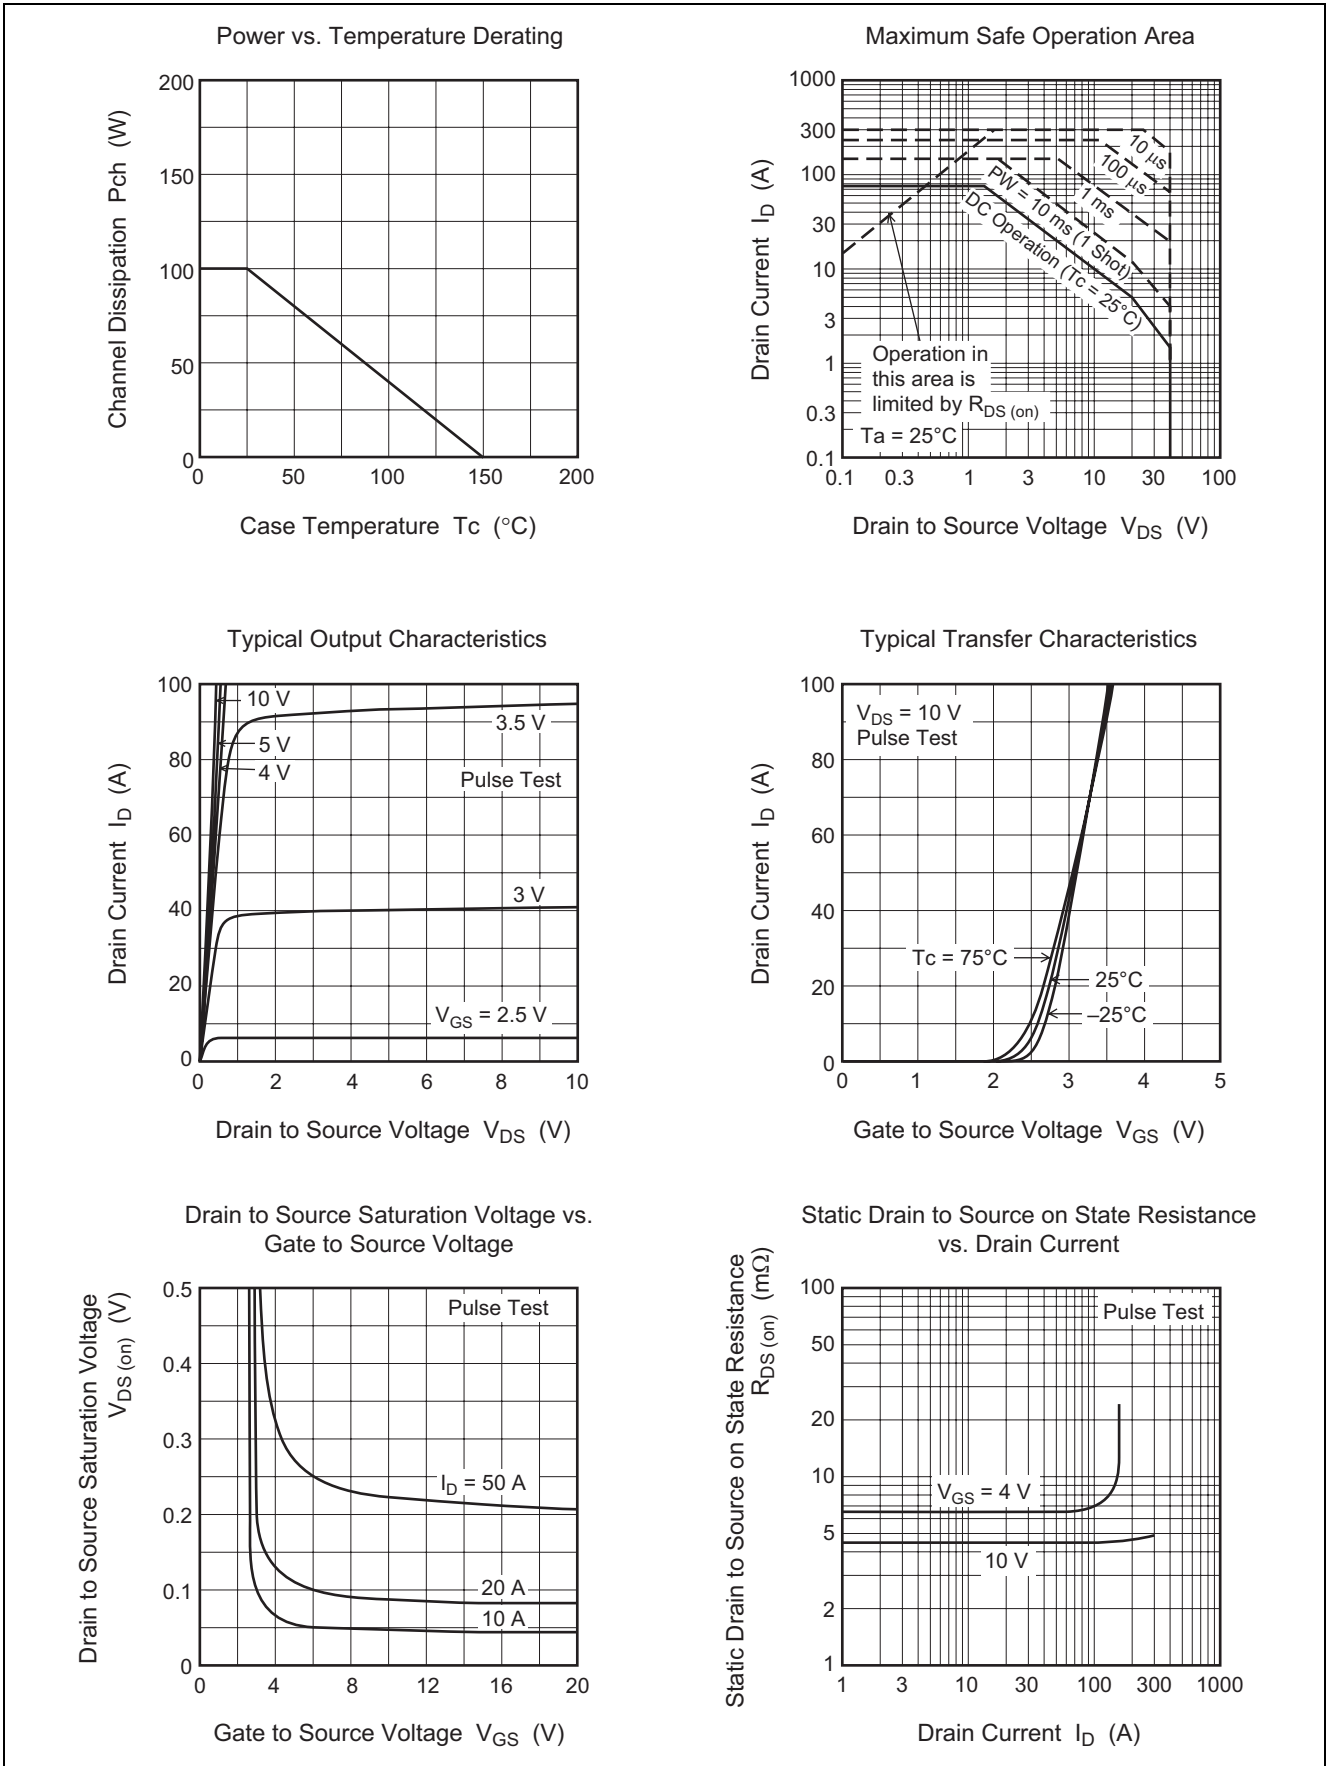 Power vs. Temperature Derating
Channel Dissipation Pch (W)
200
150
100
50
0
0 50 100 150 200
Case Temperature Tc (°C)
Maximum Safe Operation Area
Drain Current ID (A)
1000
300
100
30
10
3
1
0.3
0.1
10 μs
100 μs
1 ms
PW = 10 ms (1 Shot)
DC Operation (Tc = 25°C)
Operation in
this area is
limited by RDS (on)
Ta = 25°C
0.1 0.3 1 3 10 30 100
Drain to Source Voltage VDS (V)
Typical Output Characteristics
Drain Current ID (A)
100
80
60
40
20
0
10 V
5 V
4 V
3.5 V
Pulse Test
3 V
VGS = 2.5 V
0 2 4 6 8 10
Drain to Source Voltage VDS (V)
Typical Transfer Characteristics
Drain Current ID (A)
100
80
60
40
20
0
VDS = 10 V
Pulse Test
Tc = 75°C
25°C
–25°C
0 1 2 3 4 5
Gate to Source Voltage VGS (V)
Drain to Source Saturation Voltage vs.
Gate to Source Voltage
Drain to Source Saturation Voltage
VDS (on) (V)
0.5
0.4
0.3
0.2
0.1
0
Pulse Test
ID = 50 A
20 A
10 A
0 4 8 12 16 20
Gate to Source Voltage VGS (V)
Static Drain to Source on State Resistance
vs. Drain Current
Static Drain to Source on State Resistance
RDS (on) (mΩ)
100
50
20
10
5
2
1
Pulse Test
VGS = 4 V
10 V
1 3 10 30 100 300 1000
Drain Current ID (A)